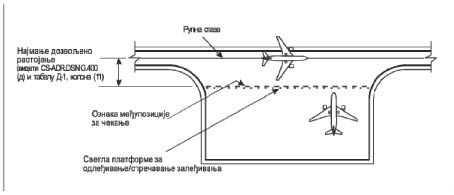 Рулна стаза
Најмање дозвољено
растојање
(видети CS-ADR.DSN.G.400
(д) и табелу Д-1, колона (11)
Ознака међупозиције
за чекање
Светла платформе за
одлеђивање/спречавање залеђивања